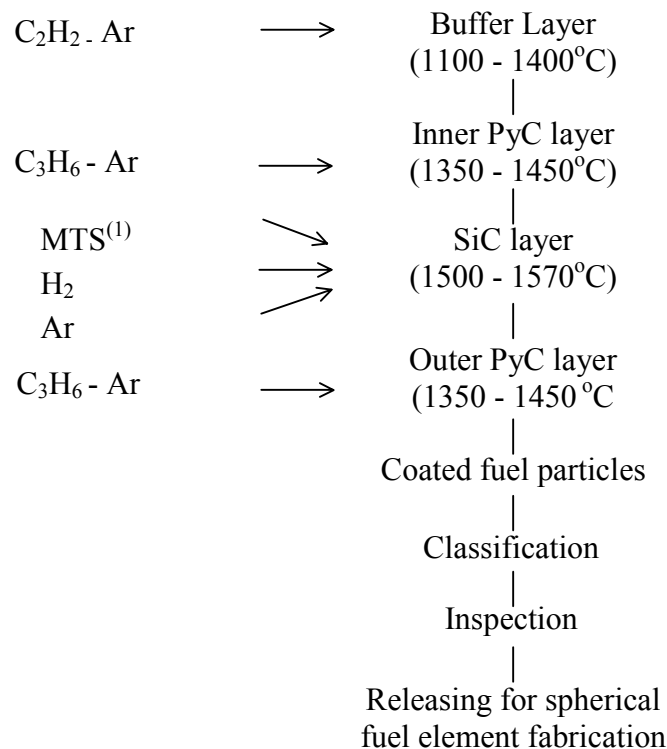 C₂H₂ - Ar
Buffer Layer
(1100 - 1400°C)
C₃H₆ - Ar
Inner PyC layer
(1350 - 1450°C)
MTS⁽¹⁾
H₂
Ar
SiC layer
(1500 - 1570°C)
C₃H₆ - Ar
Outer PyC layer
(1350 - 1450 °C
Coated fuel particles
Classification
Inspection
Releasing for spherical
fuel element fabrication